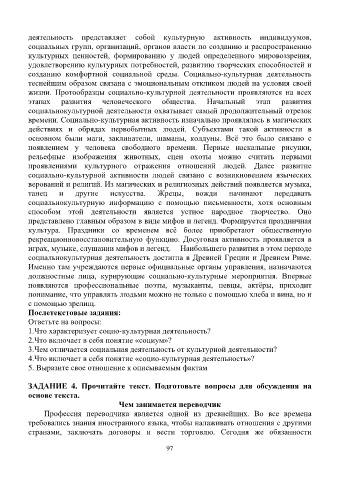 деятельность представляет собой культурную активность индивидуумов,
социальных групп, организаций, органов власти по созданию и распространению
культурных ценностей, формированию у людей определенного мировоззрения,
удовлетворению культурных потребностей, развитию творческих способностей и
созданию комфортной социальной среды. Социально-культурная деятельность
теснейшим образом связана с эмоциональным откликом людей на условия своей
жизни. Протообразцы социально-культурной деятельности проявляются на всех
этапах развития человеческого общества. Начальный этап развития
социальнокультурной деятельности охватывает самый продолжительный отрезок
времени. Социально-культурная активность изначально проявлялась в магических
действиях и обрядах первобытных людей. Субъектами такой активности в
основном были маги, заклинатели, шаманы, колдуны. Всё это было связано с
появлением у человека свободного времени. Первые наскальные рисунки,
рельефные изображения животных, сцен охоты можно считать первыми
проявлениями культурного отражения отношений людей. Далее развитие
социально-культурной активности людей связано с возникновением языческих
верований и религий. Из магических и религиозных действий появляется музыка,
танец и другие искусства. Жрецы, вожди начинают передавать
социальнокультурную информацию с помощью письменности, хотя основным
способом этой деятельности является устное народное творчество. Оно
представлено главным образом в виде мифов и легенд. Формируется праздничная
культура. Праздники со временем всё более приобретают общественную
рекреационновосстановительную функцию. Досуговая активность проявляется в
играх, музыке, слушании мифов и легенд. Наибольшего развития в этом периоде
социальнокультурная деятельность достигла в Древней Греции и Древнем Риме.
Именно там учреждаются первые официальные органы управления, назначаются
должностные лица, курирующие социально-культурные мероприятия. Впервые
появляются профессиональные поэты, музыканты, певцы, актёры, приходит
понимание, что управлять людьми можно не только с помощью хлеба и вина, но и
с помощью зрелищ.
Послетекстовые задания:
Ответьте на вопросы:
1.Что характеризует социо-культурная деятельность?
2.Что включает в себя понятие «социум»?
3.Чем отличается социальная деятельность от культурной деятельности?
4.Что включает в себя понятие «социо-культурная деятельность»?
5. Выразите свое отношение к описываемым фактам
ЗАДАНИЕ 4. Прочитайте текст. Подготовьте вопросы для обсуждения на
основе текста.
Чем занимается переводчик
Профессия переводчика является одной из древнейших. Во все времена
требовались знания иностранного языка, чтобы налаживать отношения с другими
странами, заключать договоры и вести торговлю. Сегодня же обязанности
97